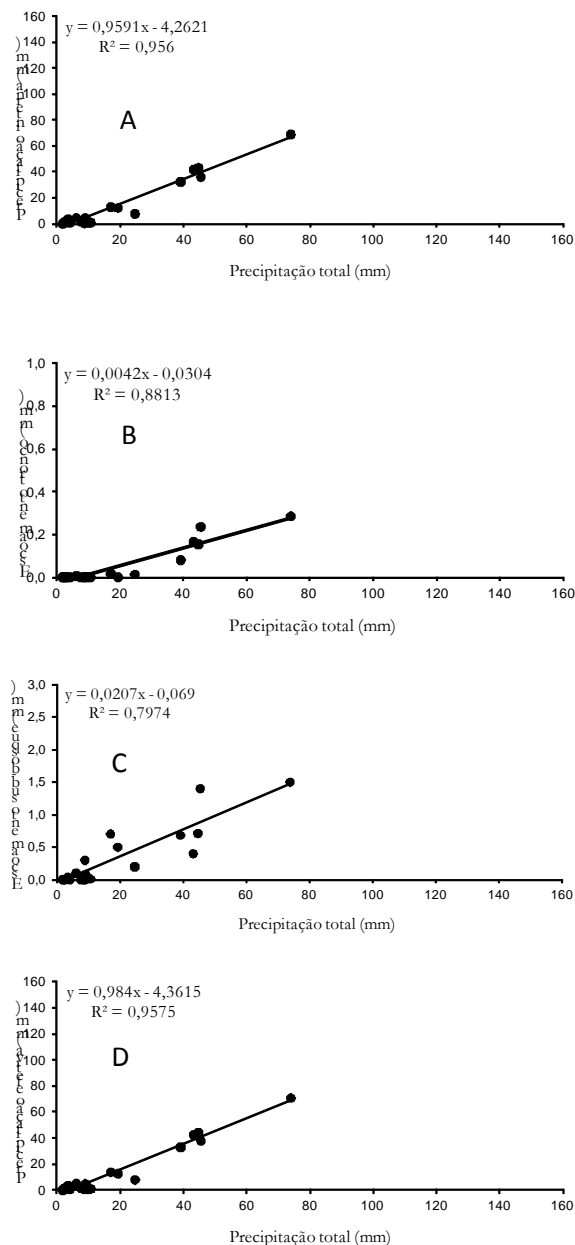 y = 0,9591x - 4,2621
R² = 0,956
A
160
140
120
100
80
60
40
20
0
0 20 40 60 80 100 120 140 160
Precipitação total (mm)
y = 0,0042x - 0,0304
R² = 0,8813
B
1,0
0,8
0,6
0,4
0,2
0,0
0 20 40 60 80 100 120 140 160
Precipitação total (mm)
y = 0,0207x - 0,069
R² = 0,7974
C
3,0
2,5
2,0
1,5
1,0
0,5
0,0
0 20 40 60 80 100 120 140 160
Precipitação total (mm)
y = 0,984x - 4,3615
R² = 0,9575
D
160
140
120
100
80
60
40
20
0
0 20 40 60 80 100 120 140 160
Precipitação total (mm)